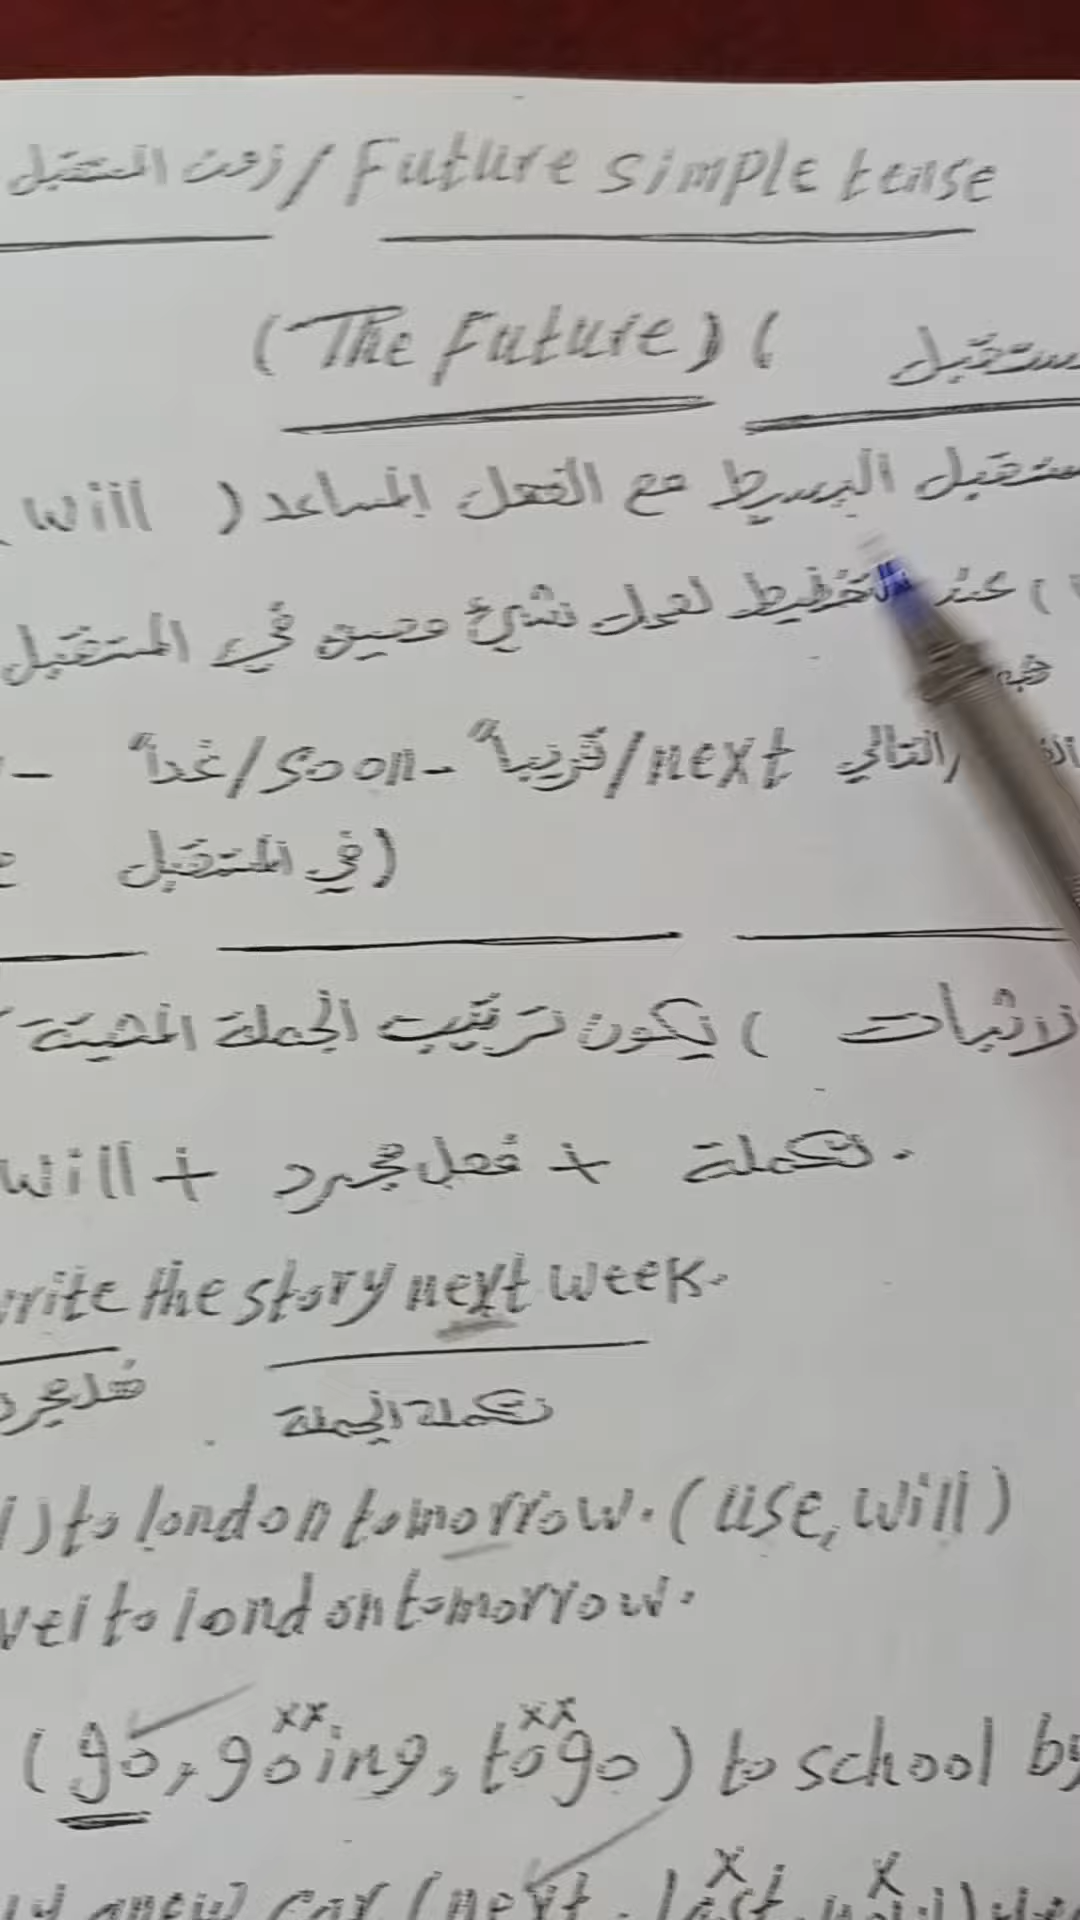 زمن المستقبل / Future simple tense
(The Future) (
مستقبل
مستقبل البسيط مع الفعل المساعد ( will
( عند التخطيط لعمل شيئ معين في المستقبل
التالي / next - قريباً / soon - غداً
(في المستقبل
الاثبات ) يكون ترتيب الجملة المثبتة
will + فعل مجرد + تكملة .
write the story next week.
فعل مجرد تكملة الجملة
) to london tomorrow. (use, will)
to london tomorrow.
(go, going, to go) to school by
a new car (next, last,